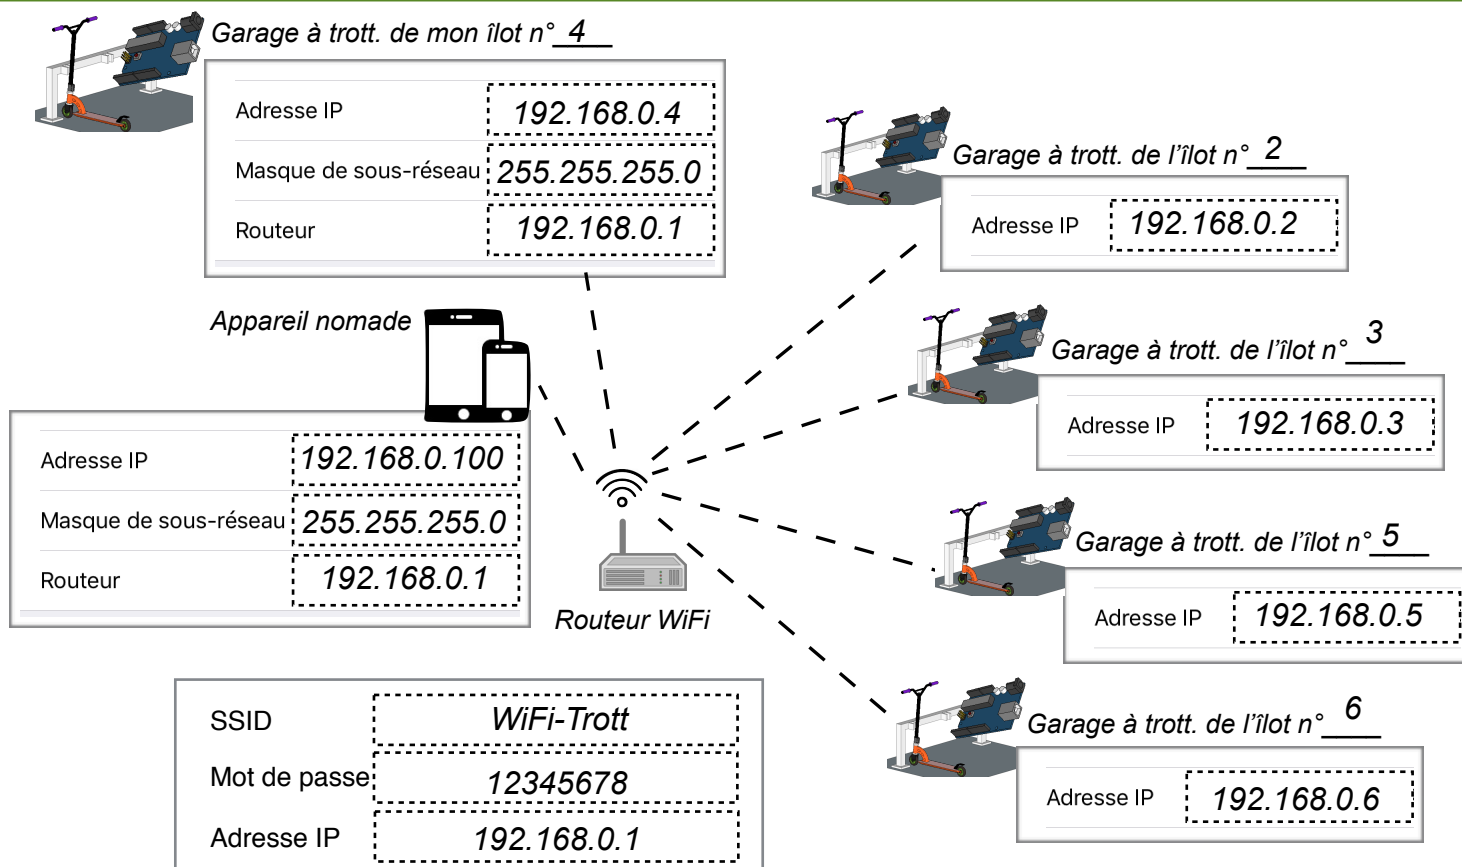 Garage à trott. de mon îlot n° 4
Adresse IP 192.168.0.4
Masque de sous-réseau 255.255.255.0
Routeur 192.168.0.1
Garage à trott. de l'îlot n° 2
Adresse IP 192.168.0.2
Appareil nomade
Garage à trott. de l'îlot n° 3
Adresse IP 192.168.0.3
Adresse IP 192.168.0.100
Masque de sous-réseau 255.255.255.0
Routeur 192.168.0.1
Routeur WiFi
Garage à trott. de l'îlot n° 5
Adresse IP 192.168.0.5
Garage à trott. de l'îlot n° 6
Adresse IP 192.168.0.6
SSID WiFi-Trott
Mot de passe 12345678
Adresse IP 192.168.0.1